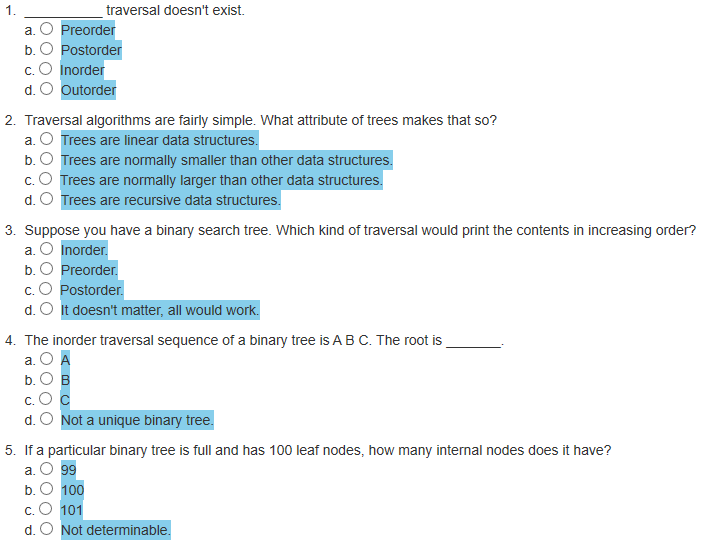 1. __________ traversal doesn't exist.
a. Preorder
b. Postorder
c. Inorder
d. Outorder
2. Traversal algorithms are fairly simple. What attribute of trees makes that so?
a. Trees are linear data structures.
b. Trees are normally smaller than other data structures.
c. Trees are normally larger than other data structures.
d. Trees are recursive data structures.
3. Suppose you have a binary search tree. Which kind of traversal would print the contents in increasing order?
a. Inorder.
b. Preorder.
c. Postorder.
d. It doesn't matter, all would work.
4. The inorder traversal sequence of a binary tree is A B C. The root is _______.
a. A
b. B
c. C
d. Not a unique binary tree.
5. If a particular binary tree is full and has 100 leaf nodes, how many internal nodes does it have?
a. 99
b. 100
c. 101
d. Not determinable.